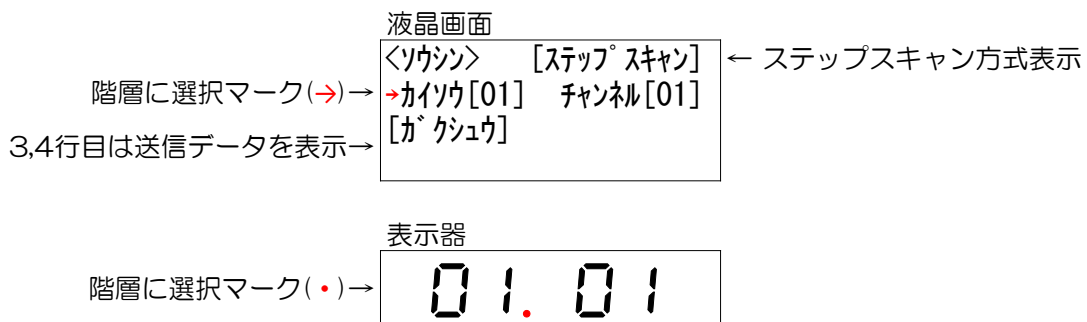 液晶画面
<ソウシン> [ステップ スキャン] ← ステップスキャン方式表示
階層に選択マーク(→)→ →カイソウ[01] チャンネル[01]
3,4行目は送信データを表示→ [ガクシュウ]
表示器
階層に選択マーク(・)→ 01. 01